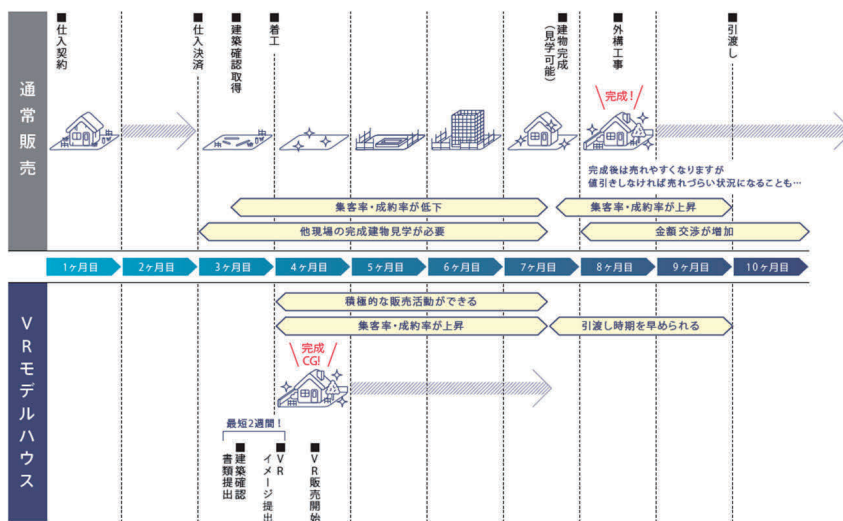 通常販売
■仕入契約
■仕入決済
■建築確認取得
■着工
■建物完成
（見学可能）
■外構工事
■引渡し
完成！
完成後は売れやすくなりますが
値引きしなければ売れづらい状況になることも…
集客率・成約率が低下
集客率・成約率が上昇
他現場の完成建物見学が必要
金額交渉が増加
1ヶ月目
2ヶ月目
3ヶ月目
4ヶ月目
5ヶ月目
6ヶ月目
7ヶ月目
8ヶ月目
9ヶ月目
10ヶ月目
VRモデルハウス
積極的な販売活動ができる
集客率・成約率が上昇
引渡し時期を早められる
完成
CG!
最短2週間！
■建築確認
書類提出
■VR
イメージ提出
■VR販売開始